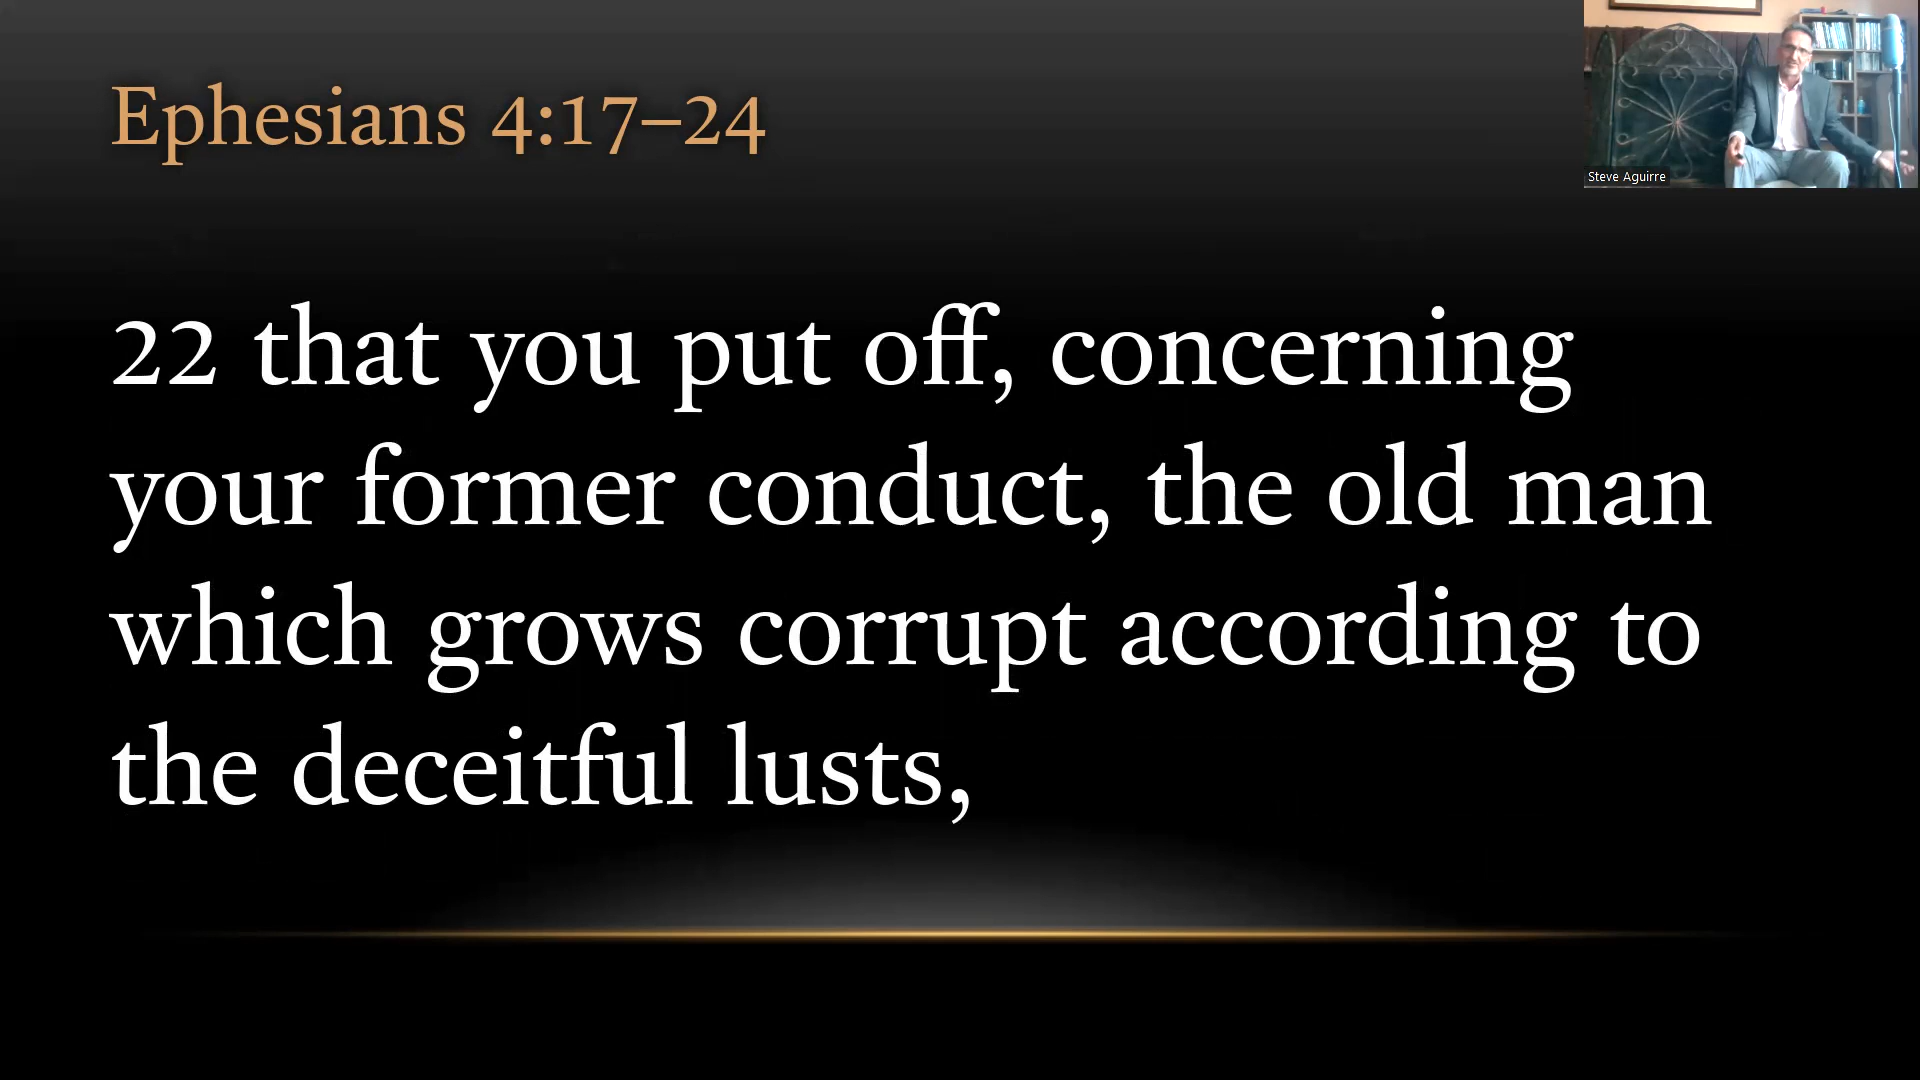 Ephesians 4:17–24
Steve Aguirre
22 that you put off, concerning
your former conduct, the old man
which grows corrupt according to
the deceitful lusts,